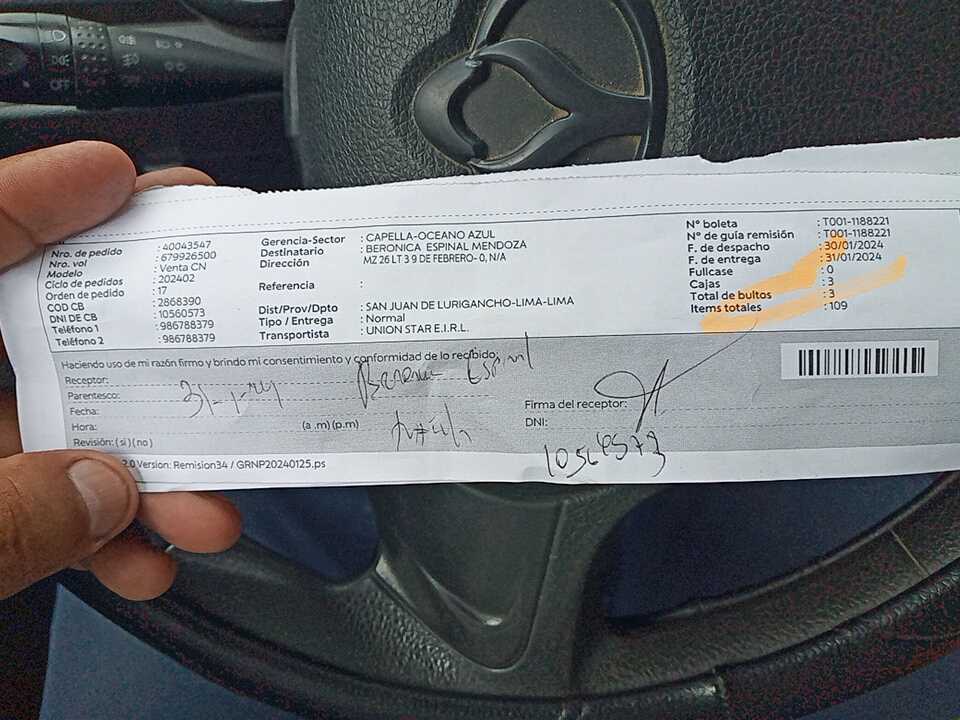 Nro. de pedido : 40043547
Nro. vol : 679926500
Modelo : Venta CN
Ciclo de pedidos : 202402
Orden de pedido : 17
COD CB : 2868390
DNI DE CB : 10560573
Teléfono 1 : 986788379
Teléfono 2 : 986788379
Gerencia-Sector : CAPELLA-OCEANO AZUL
Destinatario : BERONICA ESPINAL MENDOZA
Dirección MZ 26 LT 3 9 DE FEBRERO- 0, N/A
Referencia :
Dist/Prov/Dpto : SAN JUAN DE LURIGANCHO-LIMA-LIMA
Tipo / Entrega : Normal
Transportista : UNION STAR E.I.R.L.
N° boleta : T001-1188221
N° de guía remisión : T001-1188221
F. de despacho : 30/01/2024
F. de entrega : 31/01/2024
Fullcase : 0
Cajas : 3
Total de bultos : 3
Items totales : 109
Haciendo uso de mi razón firmo y brindo mi consentimiento y conformidad de lo recibido;
Receptor:
Parentesco:
Fecha:
Hora: (a .m) (p.m)
Revisión: ( si ) ( no )
Firma del receptor:
DNI:
2.0 Version: Remision34 / GRNP20240125.ps
OFF